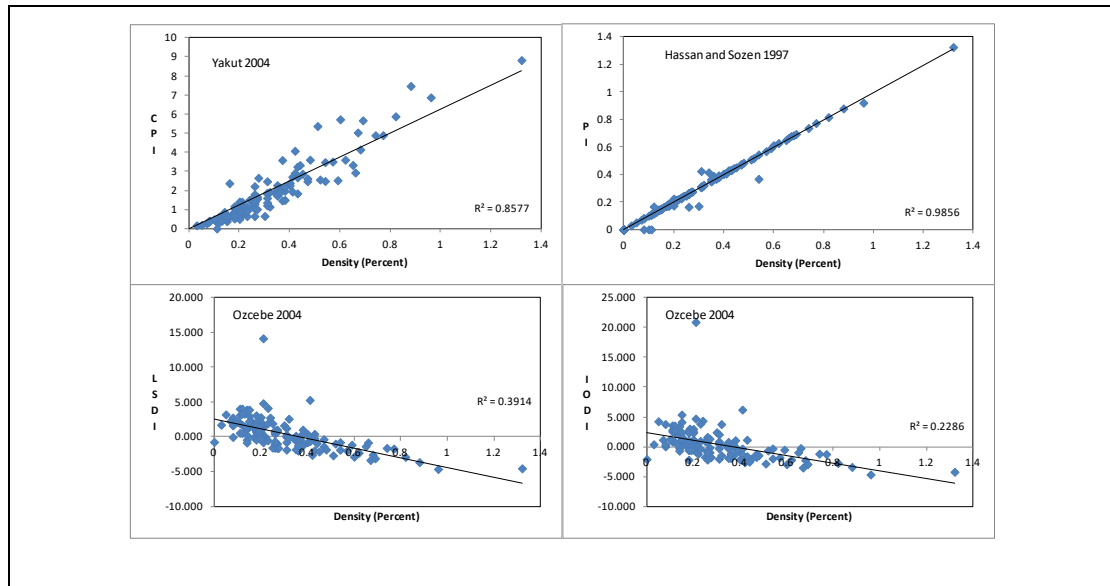 Yakut 2004
10
9
8
7
6
5
4
3
2
1
0
C
P
I
R² = 0.8577
0 0.2 0.4 0.6 0.8 1 1.2 1.4
Density (Percent)
Hassan and Sozen 1997
1.4
1.2
1
0.8
0.6
0.4
0.2
0
P
I
R² = 0.9856
0 0.2 0.4 0.6 0.8 1 1.2 1.4
Density (Percent)
Ozcebe 2004
20.000
15.000
10.000
5.000
0.000
-5.000
-10.000
L
S
D
I
R² = 0.3914
0 0.2 0.4 0.6 0.8 1 1.2 1.4
Density (Percent)
Ozcebe 2004
25.000
20.000
15.000
10.000
5.000
0.000
-5.000
-10.000
I
O
D
I
R² = 0.2286
0 0.2 0.4 0.6 0.8 1 1.2 1.4
Density (Percent)